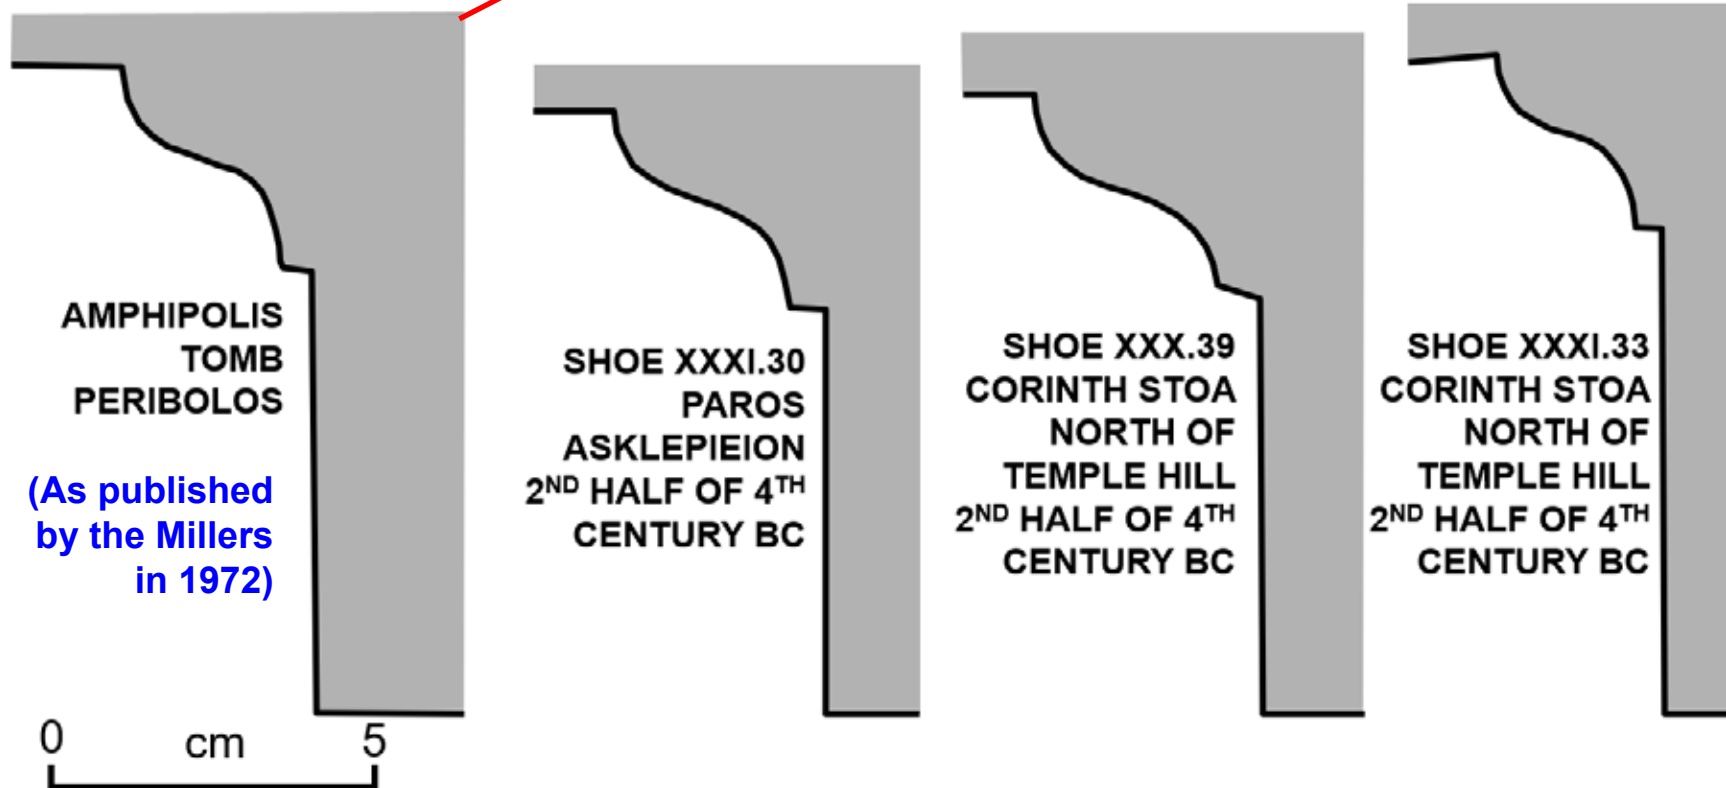 AMPHIPOLIS
TOMB
PERIBOLOS
(As published
by the Millers
in 1972)
0 cm 5
SHOE XXXI.30
PAROS
ASKLEPIEION
2ND HALF OF 4TH
CENTURY BC
SHOE XXX.39
CORINTH STOA
NORTH OF
TEMPLE HILL
2ND HALF OF 4TH
CENTURY BC
SHOE XXXI.33
CORINTH STOA
NORTH OF
TEMPLE HILL
2ND HALF OF 4TH
CENTURY BC